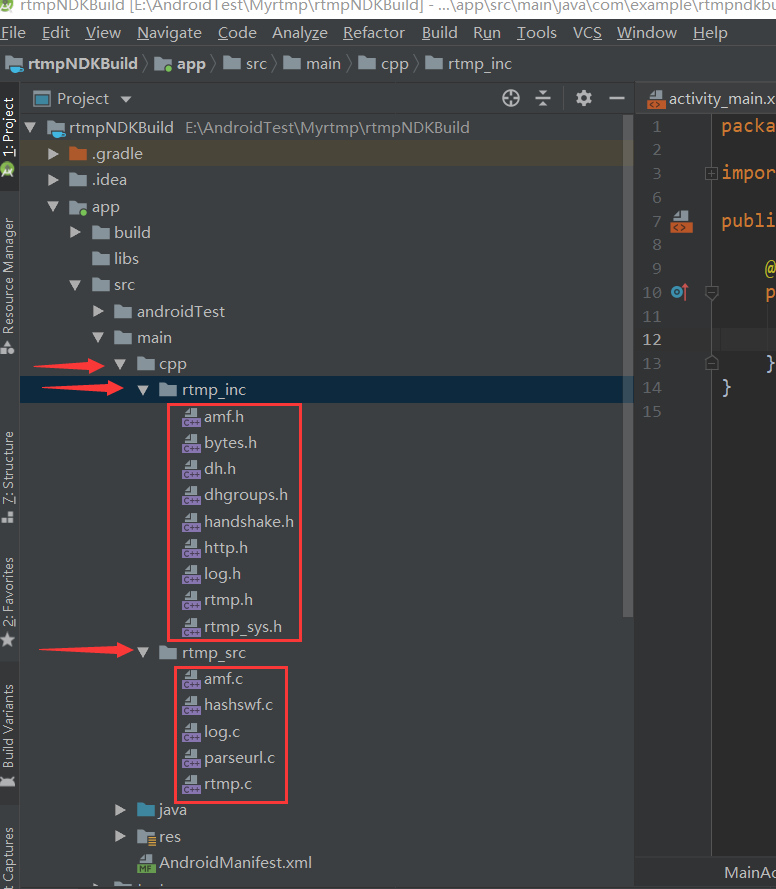 rtmpNDKBuild [E:\AndroidTest\Myrtmp\rtmpNDKBuild] - ...\app\src\main\java\com\example\rtmpndkbu
File Edit View Navigate Code Analyze Refactor Build Run Tools VCS Window Help
rtmpNDKBuild app src main cpp rtmp_inc
Project
activity_main.x
1: Project
Resource Manager
7: Structure
2: Favorites
Build Variants
t Captures
rtmpNDKBuild E:\AndroidTest\Myrtmp\rtmpNDKBuild
.gradle
.idea
app
build
libs
src
androidTest
main
cpp
rtmp_inc
C++ amf.h
C++ bytes.h
C++ dh.h
C++ dhgroups.h
C++ handshake.h
C++ http.h
C++ log.h
C++ rtmp.h
C++ rtmp_sys.h
rtmp_src
C++ amf.c
C++ hashswf.c
C++ log.c
C++ parseurl.c
C++ rtmp.c
java
res
MF AndroidManifest.xml
1 packa
2
3 impor
6
7 publi
8
9 @
10 p
11
12
13 }
14 }
15
MainAc